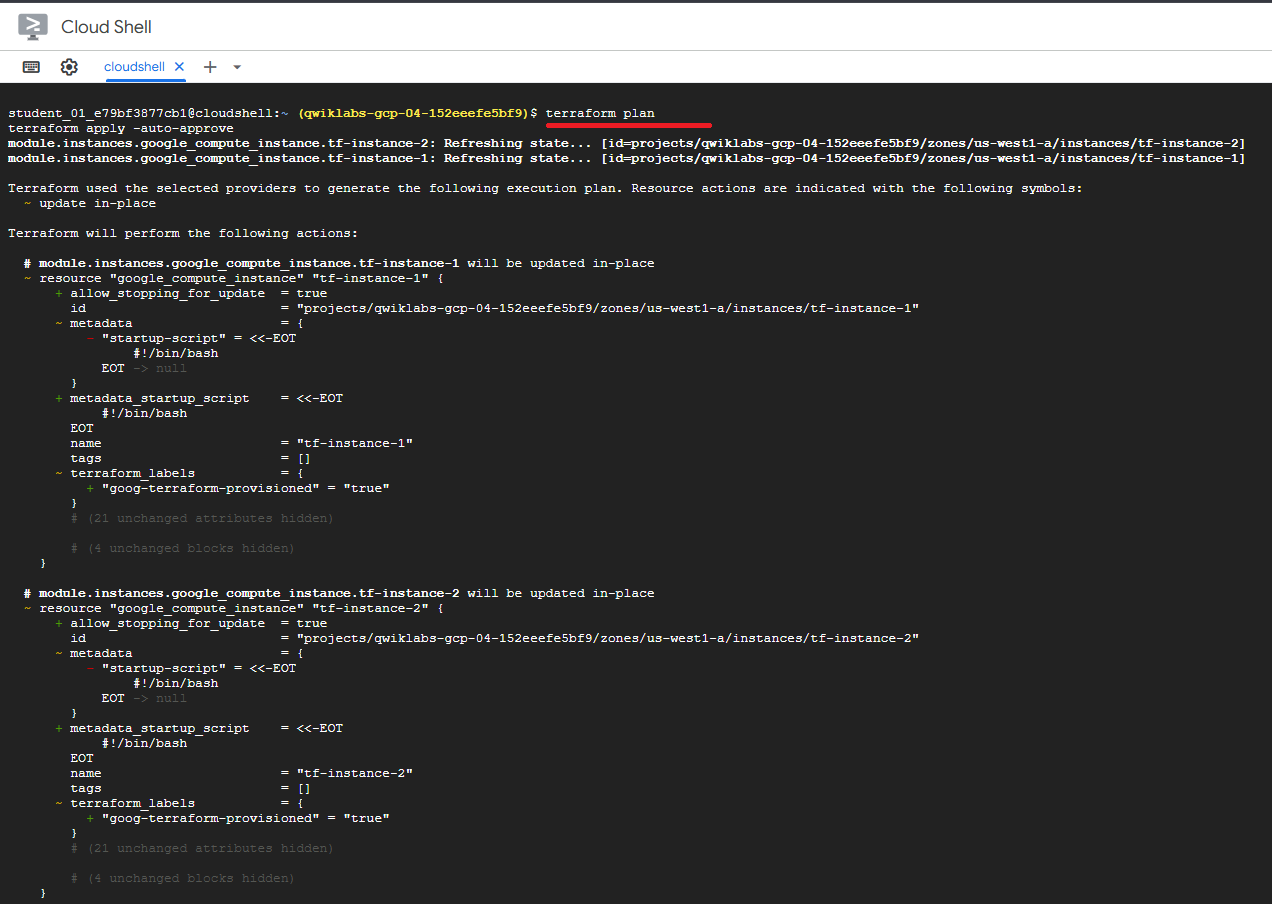 Cloud Shell
cloudshell
student_01_e79bf3877cb1@cloudshell:~ (qwiklabs-gcp-04-152eeefe5bf9)$ terraform plan
terraform apply -auto-approve
module.instances.google_compute_instance.tf-instance-2: Refreshing state... [id=projects/qwiklabs-gcp-04-152eeefe5bf9/zones/us-west1-a/instances/tf-instance-2]
module.instances.google_compute_instance.tf-instance-1: Refreshing state... [id=projects/qwiklabs-gcp-04-152eeefe5bf9/zones/us-west1-a/instances/tf-instance-1]
Terraform used the selected providers to generate the following execution plan. Resource actions are indicated with the following symbols:
~ update in-place
Terraform will perform the following actions:
# module.instances.google_compute_instance.tf-instance-1 will be updated in-place
~ resource "google_compute_instance" "tf-instance-1" {
+ allow_stopping_for_update = true
id = "projects/qwiklabs-gcp-04-152eeefe5bf9/zones/us-west1-a/instances/tf-instance-1"
~ metadata = {
- "startup-script" = <<-EOT
#!/bin/bash
EOT -> null
}
+ metadata_startup_script = <<-EOT
#!/bin/bash
EOT
name = "tf-instance-1"
tags = []
~ terraform_labels = {
+ "goog-terraform-provisioned" = "true"
}
# (21 unchanged attributes hidden)
# (4 unchanged blocks hidden)
}
# module.instances.google_compute_instance.tf-instance-2 will be updated in-place
~ resource "google_compute_instance" "tf-instance-2" {
+ allow_stopping_for_update = true
id = "projects/qwiklabs-gcp-04-152eeefe5bf9/zones/us-west1-a/instances/tf-instance-2"
~ metadata = {
- "startup-script" = <<-EOT
#!/bin/bash
EOT -> null
}
+ metadata_startup_script = <<-EOT
#!/bin/bash
EOT
name = "tf-instance-2"
tags = []
~ terraform_labels = {
+ "goog-terraform-provisioned" = "true"
}
# (21 unchanged attributes hidden)
# (4 unchanged blocks hidden)
}